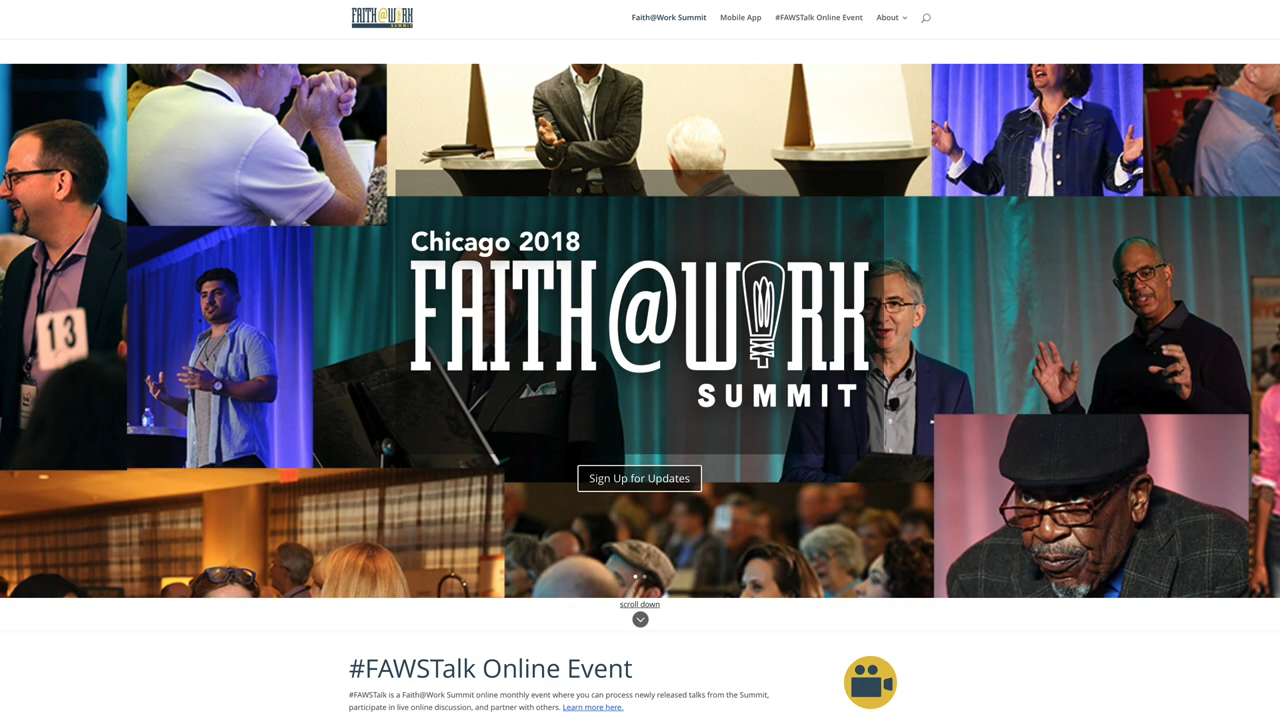 FAITH@WORK
SUMMIT
Faith@Work Summit
Mobile App
#FAWSTalk Online Event
About
13
Chicago 2018
FAITH@WORK
SUMMIT
Sign Up for Updates
scroll down
#FAWSTalk Online Event
#FAWSTalk is a Faith@Work Summit online monthly event where you can process newly released talks from the Summit,
participate in live online discussion, and partner with others. Learn more here.